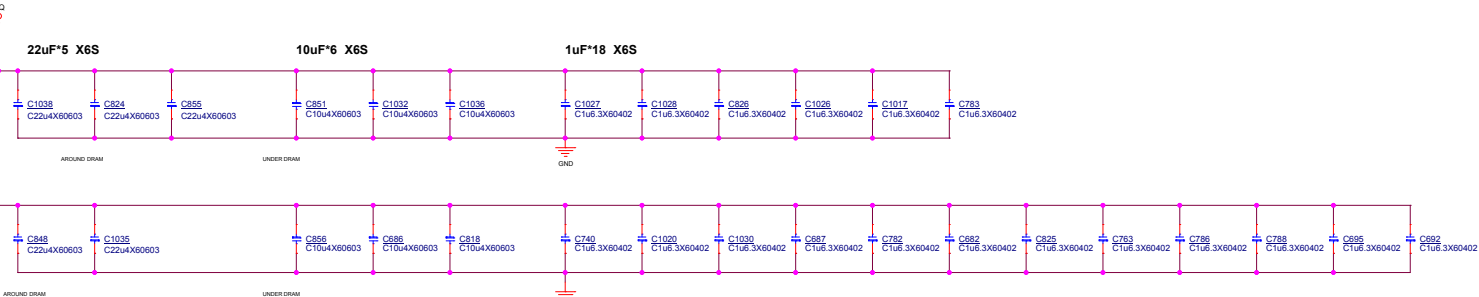 22uF*5 X6S 10uF*6 X6S 1uF*18 X6S
C1038 C824 C855 C851 C1032 C1036 C1027 C1028 C826 C1026 C1017 C783
C22u4X60603 C22u4X60603 C22u4X60603 C10u4X60603 C10u4X60603 C10u4X60603 C1u6.3X60402 C1u6.3X60402 C1u6.3X60402 C1u6.3X60402 C1u6.3X60402 C1u6.3X60402
AROUND DRAM UNDER DRAM GND
C848 C1035 C856 C686 C818 C740 C1020 C1030 C687 C782 C682 C825 C763 C786 C788 C695 C692
C22u4X60603 C22u4X60603 C10u4X60603 C10u4X60603 C10u4X60603 C1u6.3X60402 C1u6.3X60402 C1u6.3X60402 C1u6.3X60402 C1u6.3X60402 C1u6.3X60402 C1u6.3X60402 C1u6.3X60402 C1u6.3X60402 C1u6.3X60402 C1u6.3X60402 C1u6.3X60402
AROUND DRAM UNDER DRAM